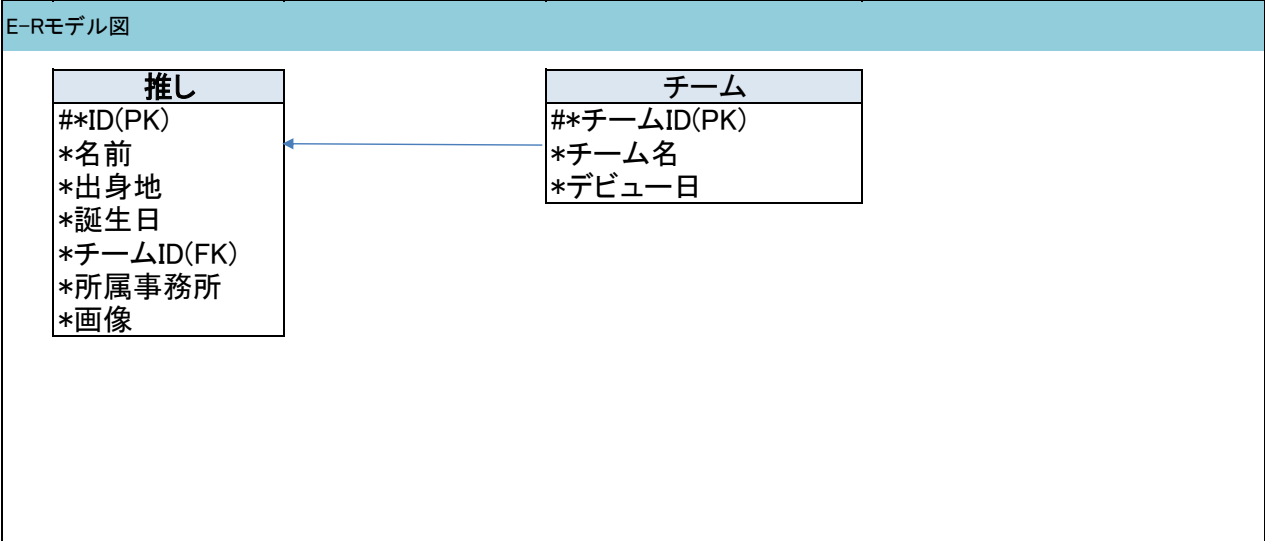 E-Rモデル図
推し
#*ID(PK)
*名前
*出身地
*誕生日
*チームID(FK)
*所属事務所
*画像
チーム
#*チームID(PK)
*チーム名
*デビュー日